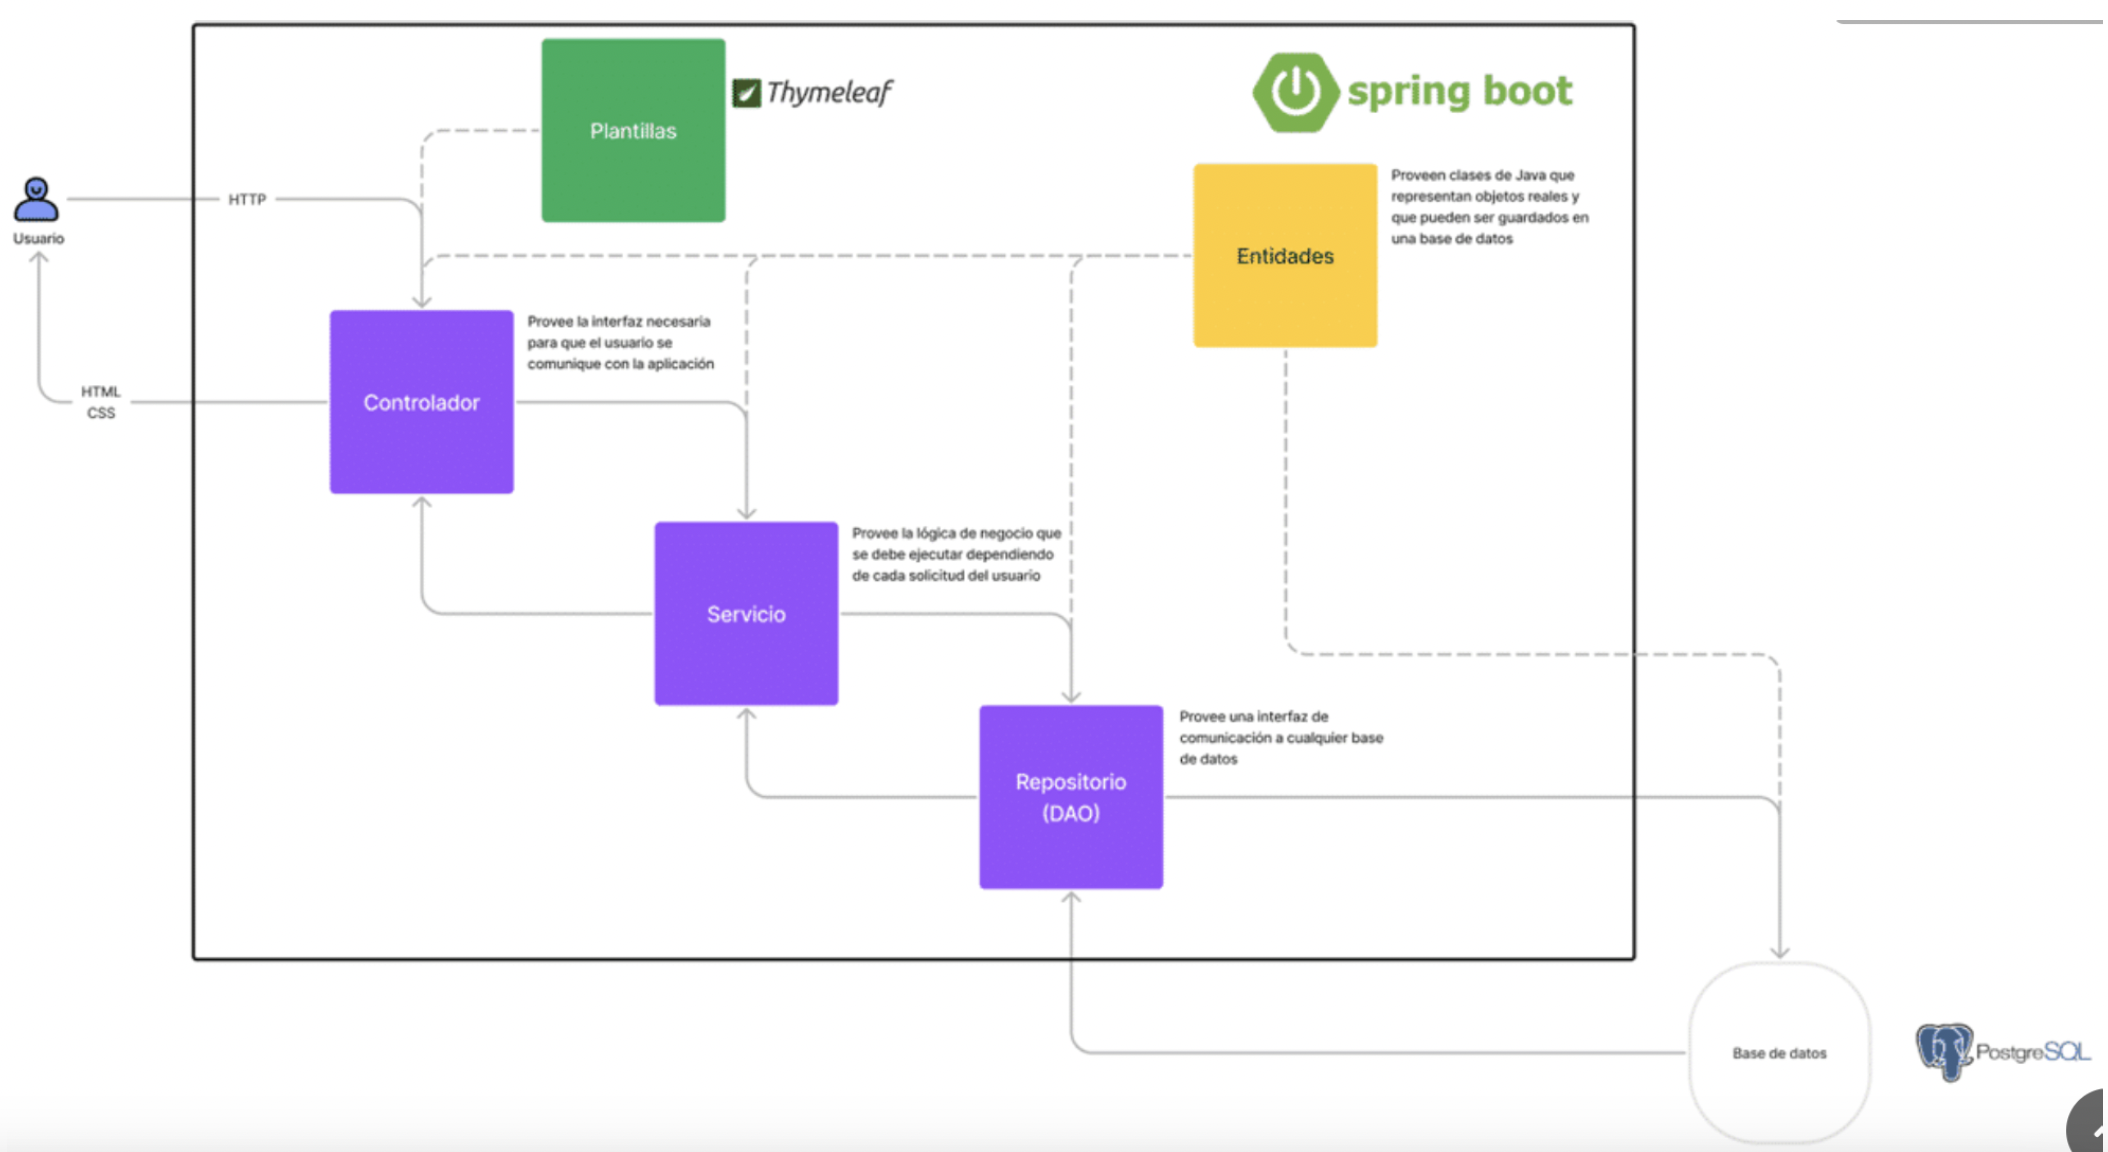 Plantillas
Thymeleaf
spring boot
Usuario
HTTP
Entidades
Proveen clases de Java que
representan objetos reales y
que pueden ser guardados en
una base de datos
HTML
CSS
Controlador
Provee la interfaz necesaria
para que el usuario se
comunique con la aplicación
Servicio
Provee la lógica de negocio que
se debe ejecutar dependiendo
de cada solicitud del usuario
Repositorio
(DAO)
Provee una interfaz de
comunicación a cualquier base
de datos
Base de datos
PostgreSQL